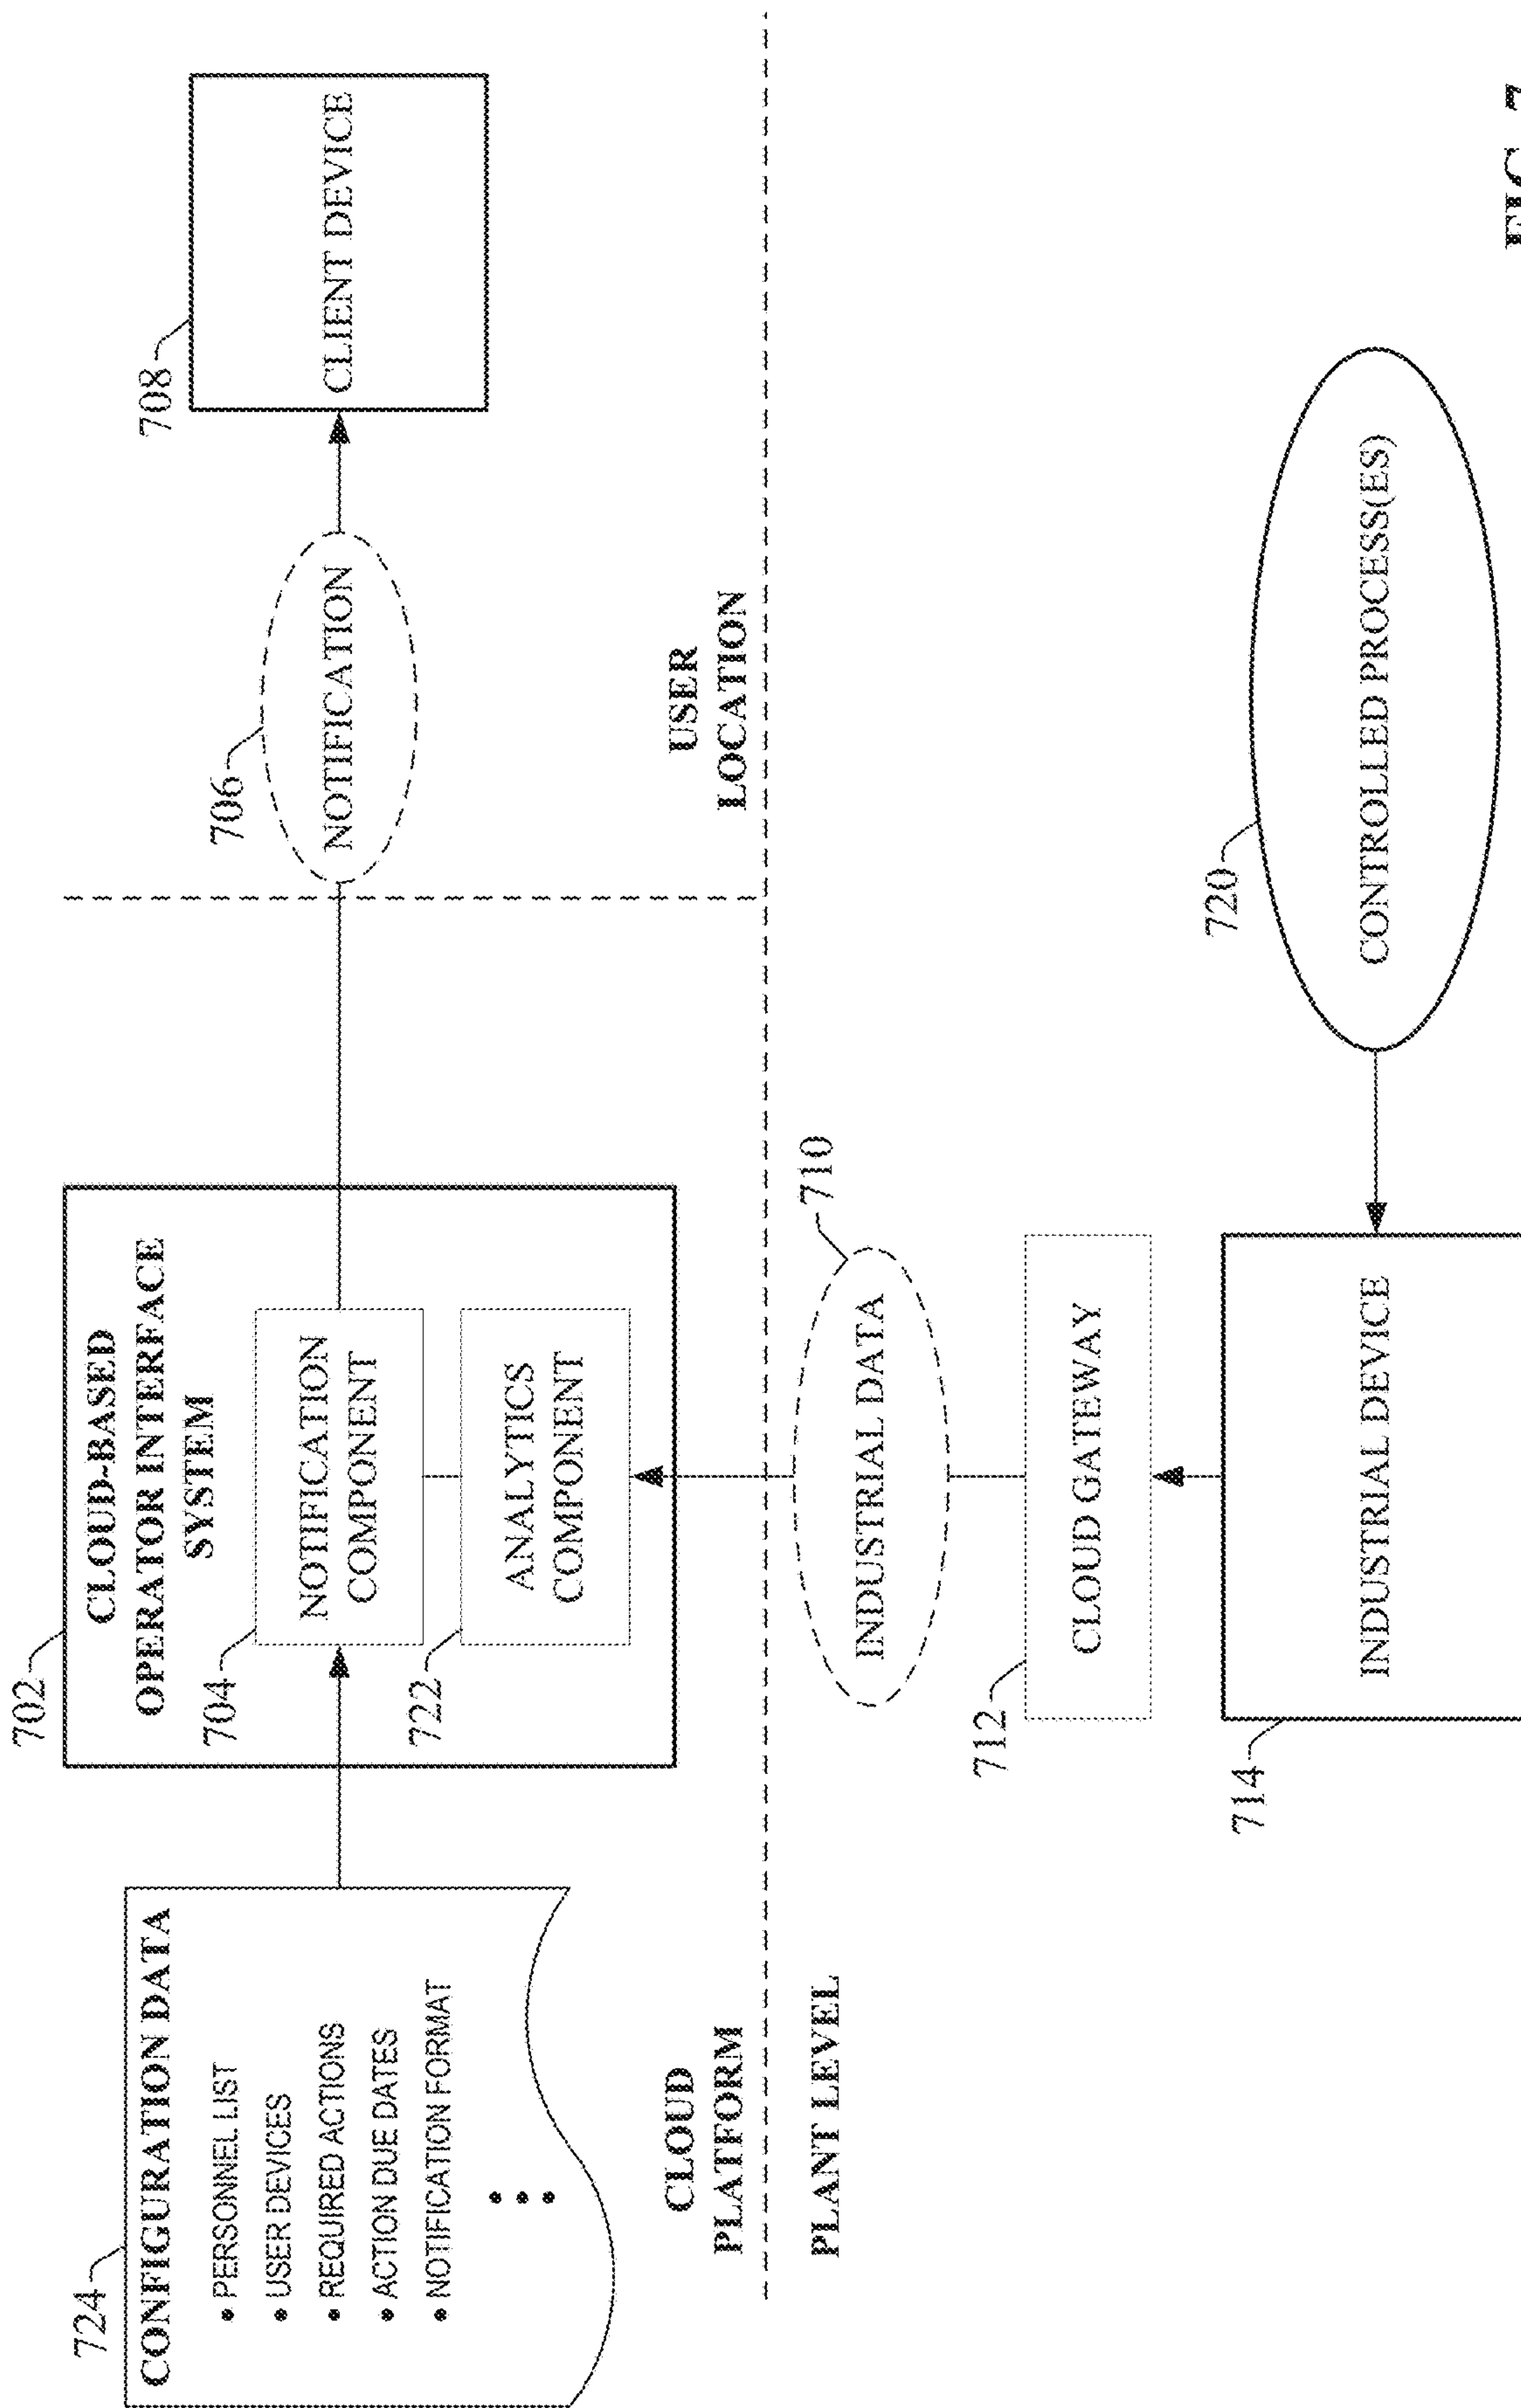 702
CLOUD-BASED
OPERATOR INTERFACE
SYSTEM
724
CONFIGURATION DATA
• PERSONNEL LIST
• USER DEVICES
• REQUIRED ACTIONS
• ACTION DUE DATES
• NOTIFICATION FORMAT
704
NOTIFICATION
COMPONENT
722
ANALYTICS
COMPONENT
706
NOTIFICATION
708
CLIENT DEVICE
CLOUD
PLATFORM
USER
LOCATION
PLANT LEVEL
710
INDUSTRIAL DATA
712
CLOUD GATEWAY
714
INDUSTRIAL DEVICE
720
CONTROLLED PROCESS(ES)
FIG. 7